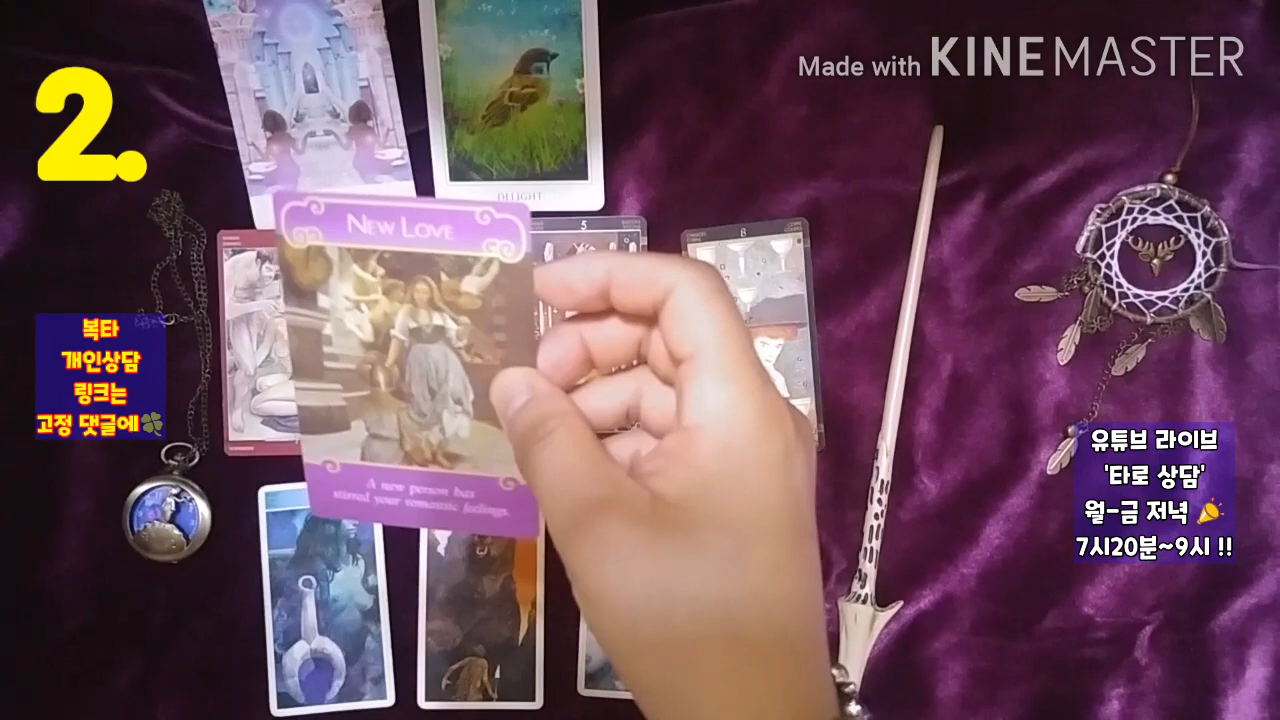 Made with KINEMASTER
2.
DELIGHT
NEW LOVE
5
8
A new person has
stirred your romantic feelings.
복타
개인상담
링크는
고정 댓글에🍀
유튜브 라이브
'타로 상담'
월-금 저녁 📣
7시20분~9시 !!